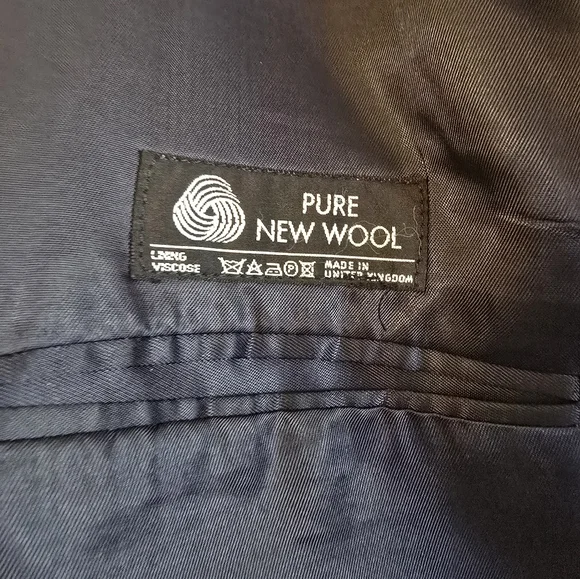 PURE
NEW WOOL
LINING
VISCOSE
P
MADE IN
UNITED KINGDOM